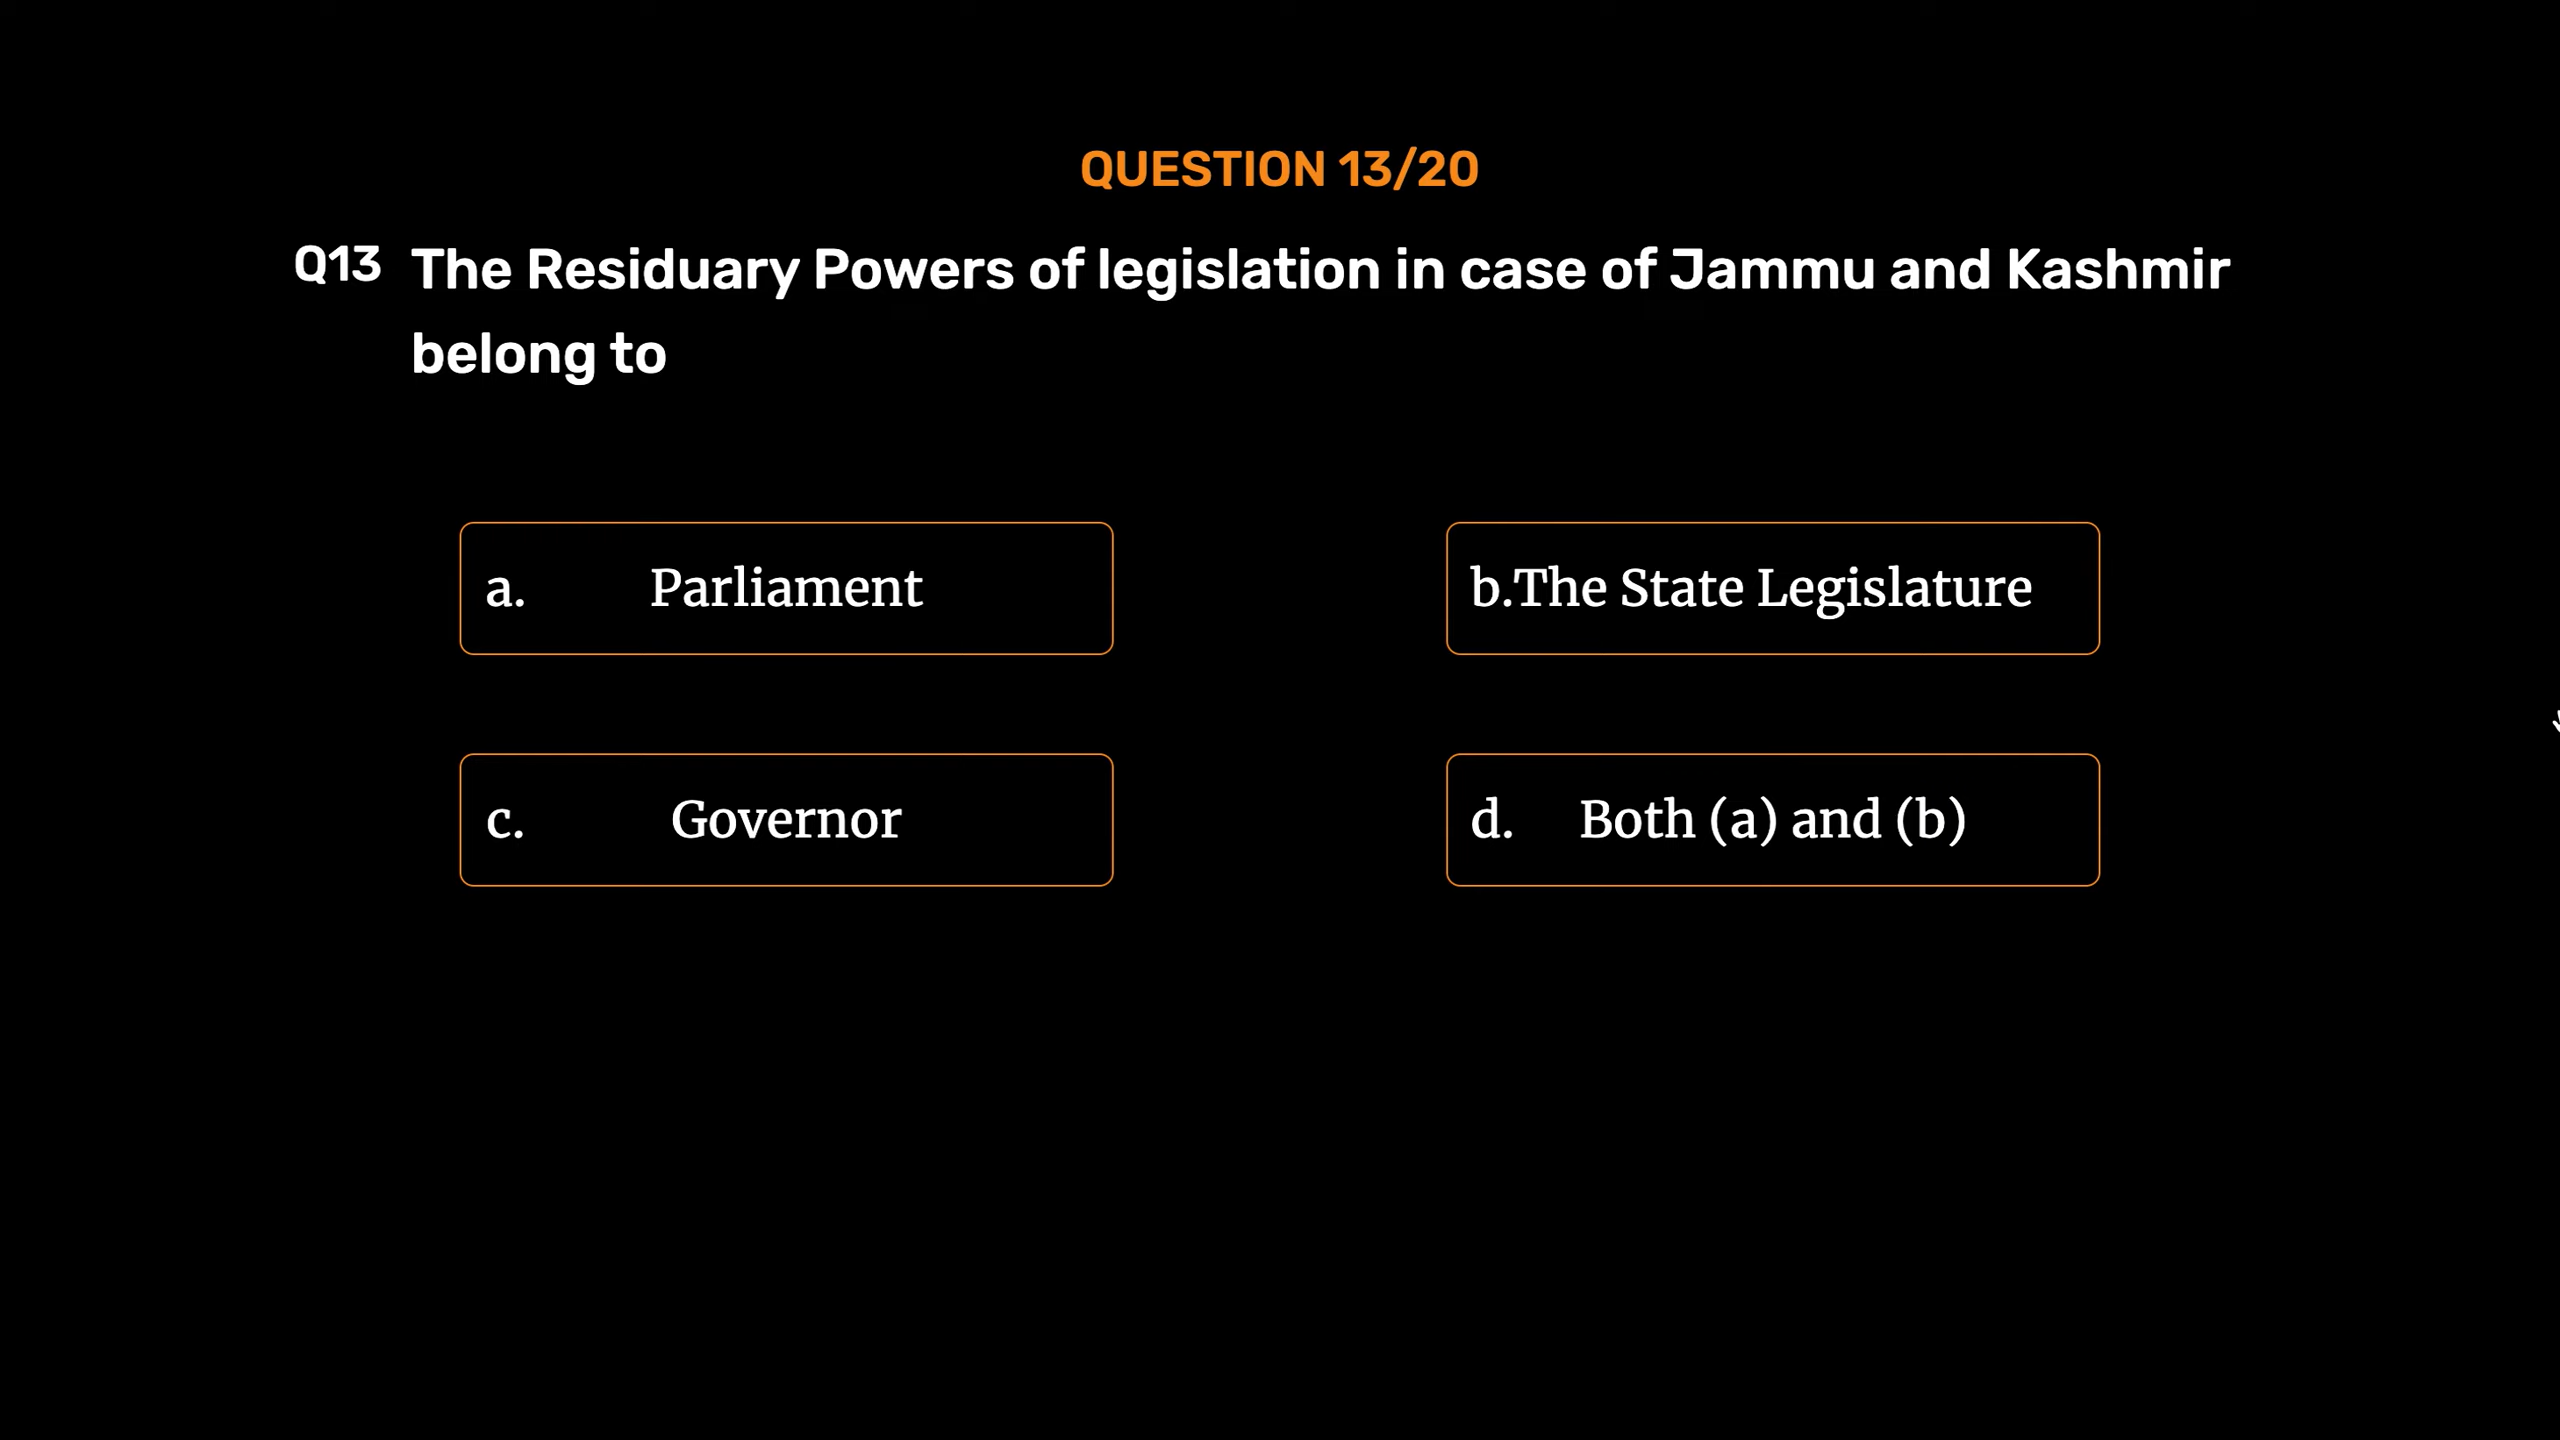 QUESTION 13/20
Q13 The Residuary Powers of legislation in case of Jammu and Kashmir
belong to
a. Parliament
b.The State Legislature
c. Governor
d. Both (a) and (b)